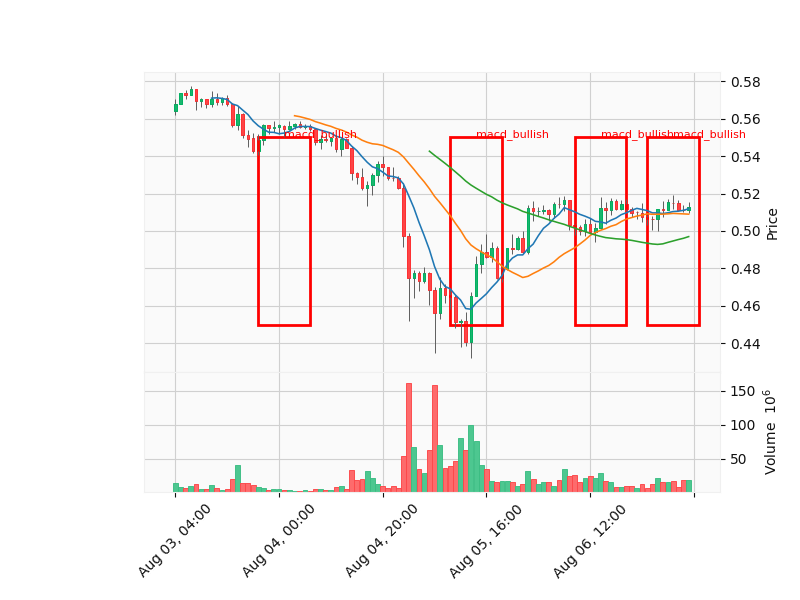 0.58
0.56
macd_bullish macd_bullish macd_bullish macd_bullish
0.54
0.52
0.50
0.48
0.46
0.44
Price
150
100
50
Volume 10⁶
Aug 03, 04:00
Aug 04, 00:00
Aug 04, 20:00
Aug 05, 16:00
Aug 06, 12:00